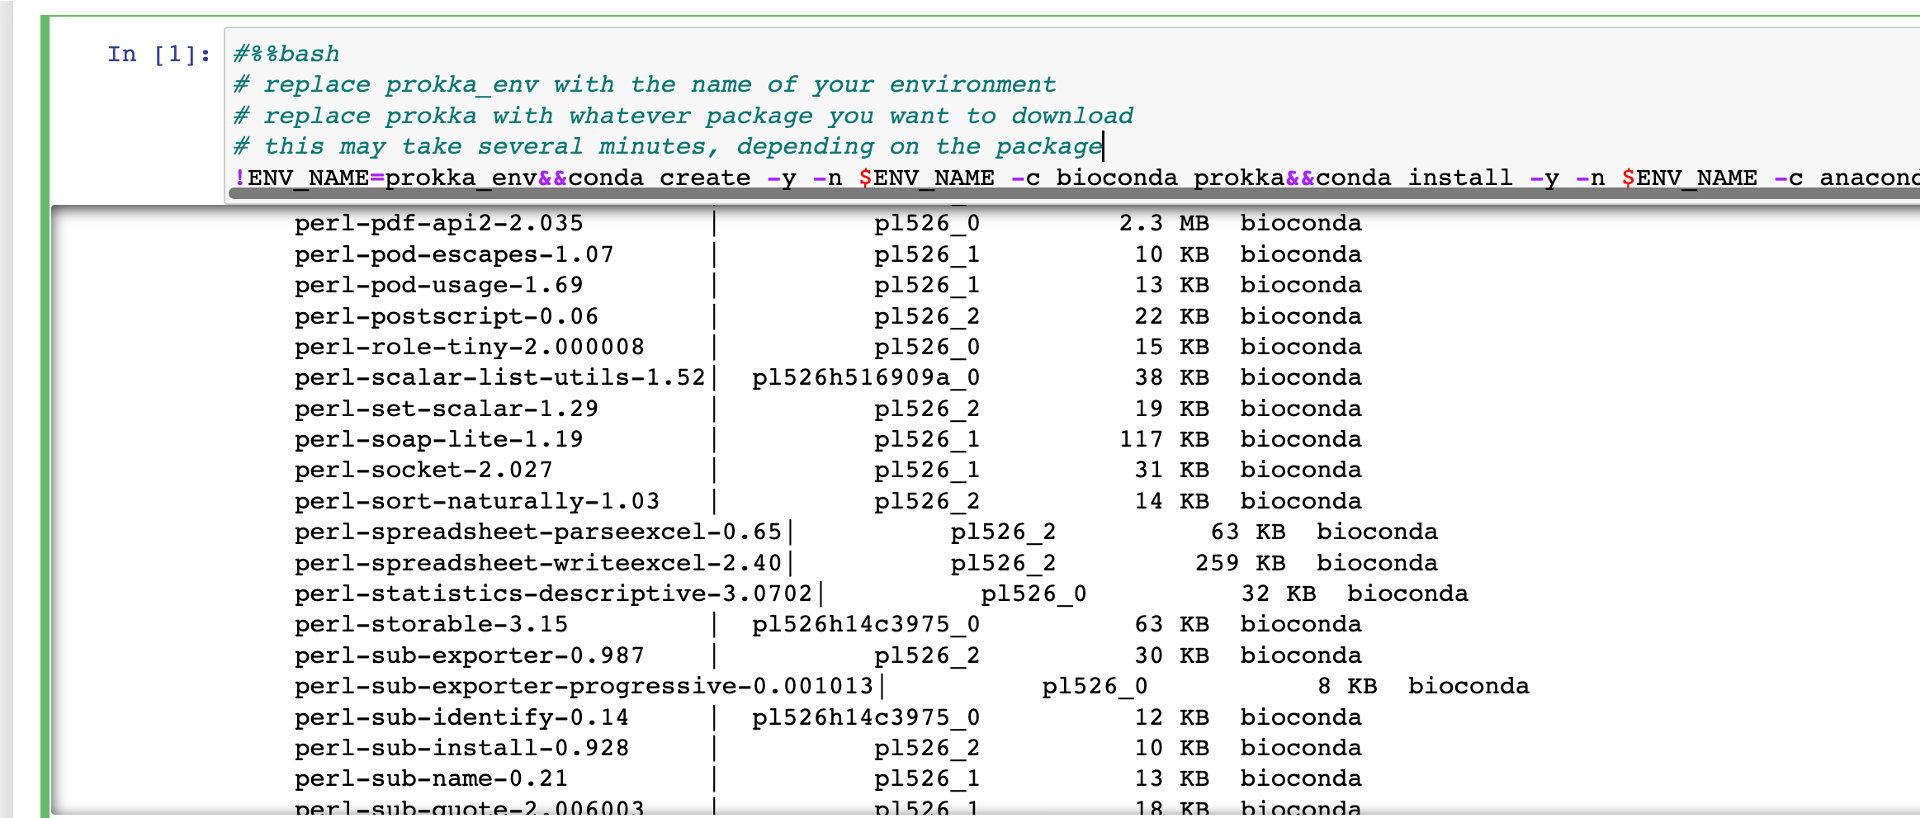 In [1]:
#%%bash
# replace prokka_env with the name of your environment
# replace prokka with whatever package you want to download
# this may take several minutes, depending on the package
!ENV_NAME=prokka_env&&conda create -y -n $ENV_NAME -c bioconda prokka&&conda install -y -n $ENV_NAME -c anacond
perl-pdf-api2-2.035 | pl526_0 2.3 MB bioconda
perl-pod-escapes-1.07 | pl526_1 10 KB bioconda
perl-pod-usage-1.69 | pl526_1 13 KB bioconda
perl-postscript-0.06 | pl526_2 22 KB bioconda
perl-role-tiny-2.000008 | pl526_0 15 KB bioconda
perl-scalar-list-utils-1.52| pl526h516909a_0 38 KB bioconda
perl-set-scalar-1.29 | pl526_2 19 KB bioconda
perl-soap-lite-1.19 | pl526_1 117 KB bioconda
perl-socket-2.027 | pl526_1 31 KB bioconda
perl-sort-naturally-1.03 | pl526_2 14 KB bioconda
perl-spreadsheet-parseexcel-0.65| pl526_2 63 KB bioconda
perl-spreadsheet-writeexcel-2.40| pl526_2 259 KB bioconda
perl-statistics-descriptive-3.0702| pl526_0 32 KB bioconda
perl-storable-3.15 | pl526h14c3975_0 63 KB bioconda
perl-sub-exporter-0.987 | pl526_2 30 KB bioconda
perl-sub-exporter-progressive-0.001013| pl526_0 8 KB bioconda
perl-sub-identify-0.14 | pl526h14c3975_0 12 KB bioconda
perl-sub-install-0.928 | pl526_2 10 KB bioconda
perl-sub-name-0.21 | pl526_1 13 KB bioconda
perl-sub-quote-2.006003 | pl526_1 18 KB bioconda